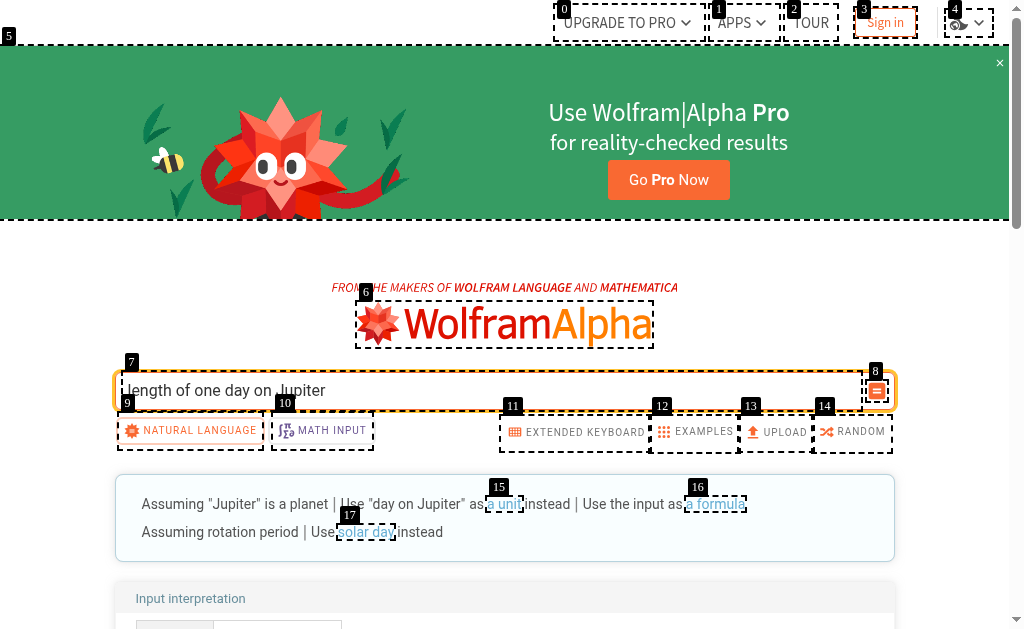 0 1 2 3 4
UPGRADE TO PRO APPS TOUR Sign in
5
×
Use Wolfram|Alpha Pro
for reality-checked results
Go Pro Now
FROM THE MAKERS OF WOLFRAM LANGUAGE AND MATHEMATICA
6
WolframAlpha
7 8
length of one day on Jupiter
9 10 11 12 13 14
NATURAL LANGUAGE MATH INPUT EXTENDED KEYBOARD EXAMPLES UPLOAD RANDOM
15 16
Assuming "Jupiter" is a planet | Use "day on Jupiter" as a unit instead | Use the input as a formula
17
Assuming rotation period | Use solar day instead
Input interpretation